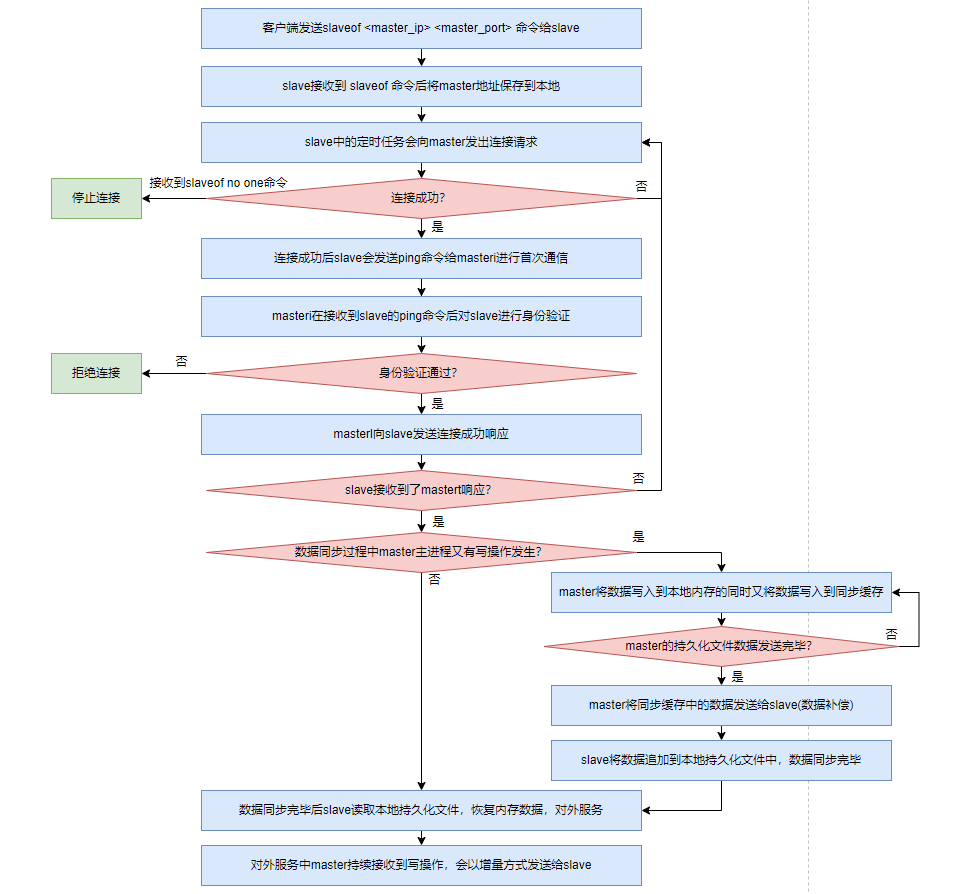 客户端发送slaveof <master_ip> <master_port> 命令给slave
slave接收到 slaveof 命令后将master地址保存到本地
slave中的定时任务会向master发出连接请求
接收到slaveof no one命令
否
停止连接
连接成功?
是
连接成功后slave会发送ping命令给masteri进行首次通信
masteri在接收到slave的ping命令后对slave进行身份验证
否
拒绝连接
身份验证通过?
是
masterl向slave发送连接成功响应
否
slave接收到了mastert响应?
是
是
数据同步过程中master主进程又有写操作发生?
否
master将数据写入到本地内存的同时又将数据写入到同步缓存
否
master的持久化文件数据发送完毕?
是
master将同步缓存中的数据发送给slave(数据补偿)
slave将数据追加到本地持久化文件中，数据同步完毕
数据同步完毕后slave读取本地持久化文件，恢复内存数据，对外服务
对外服务中master持续接收到写操作，会以增量方式发送给slave